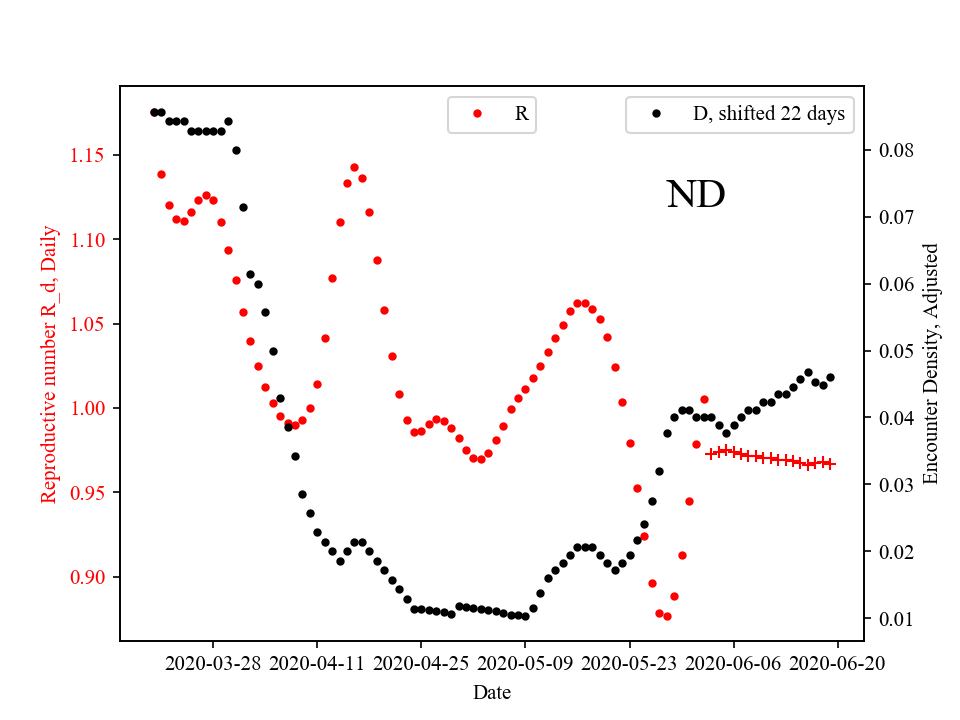 R
D, shifted 22 days
ND
Reproductive number R_d, Daily
1.15
1.10
1.05
1.00
0.95
0.90
0.08
0.07
0.06
0.05
0.04
0.03
0.02
0.01
Encounter Density, Adjusted
2020-03-28 2020-04-11 2020-04-25 2020-05-09 2020-05-23 2020-06-06 2020-06-20
Date